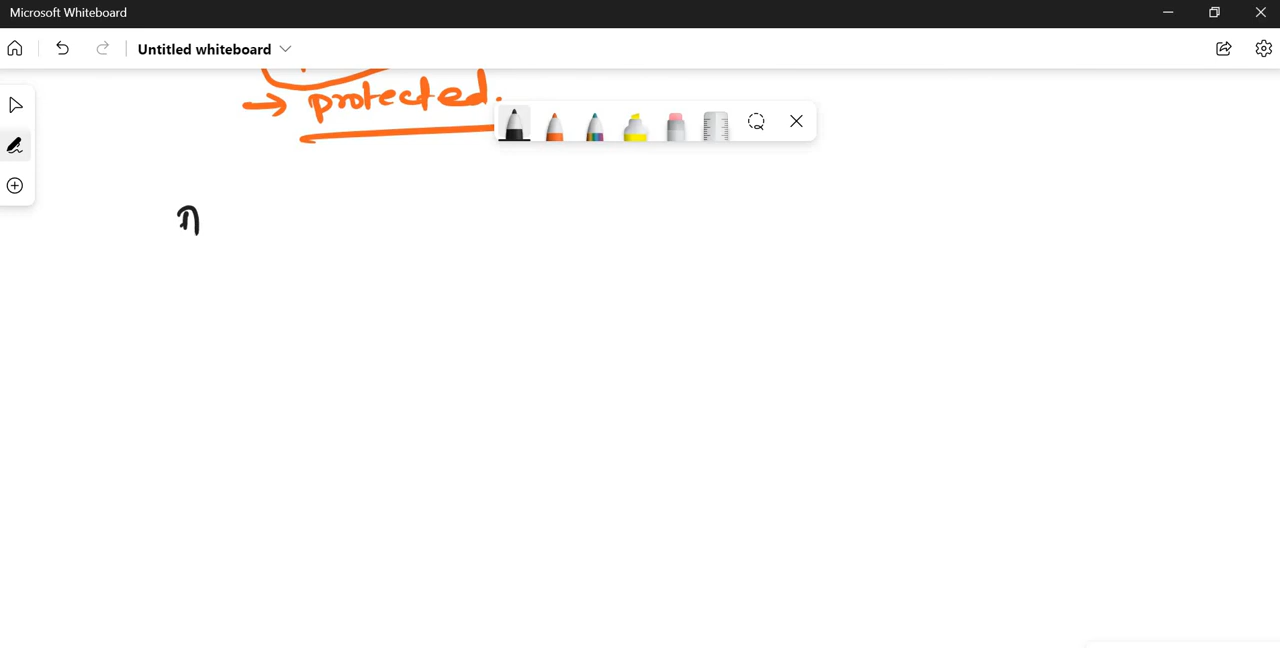 Microsoft Whiteboard
Untitled whiteboard
→ protected.